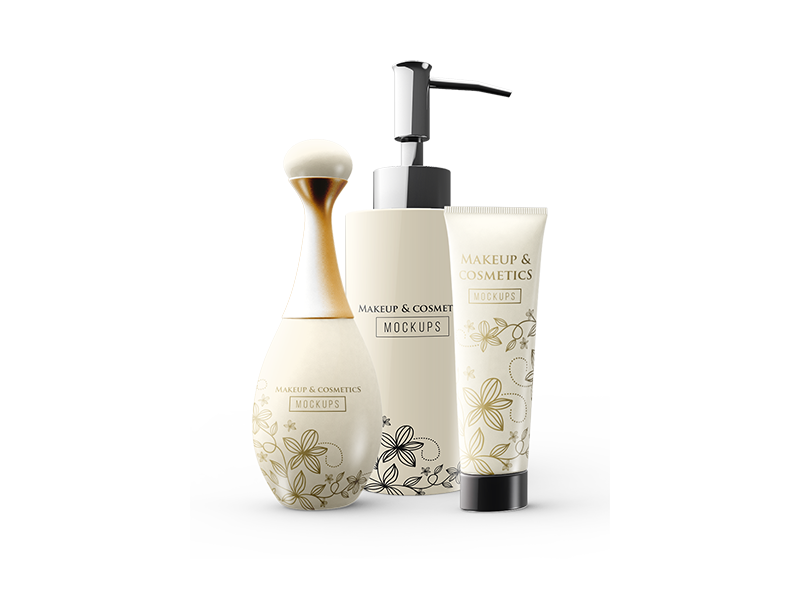 MAKEUP & COSMETICS
MOCKUPS
MAKEUP & COSMET
MOCKUPS
MAKEUP &
COSMETICS
MOCKUPS